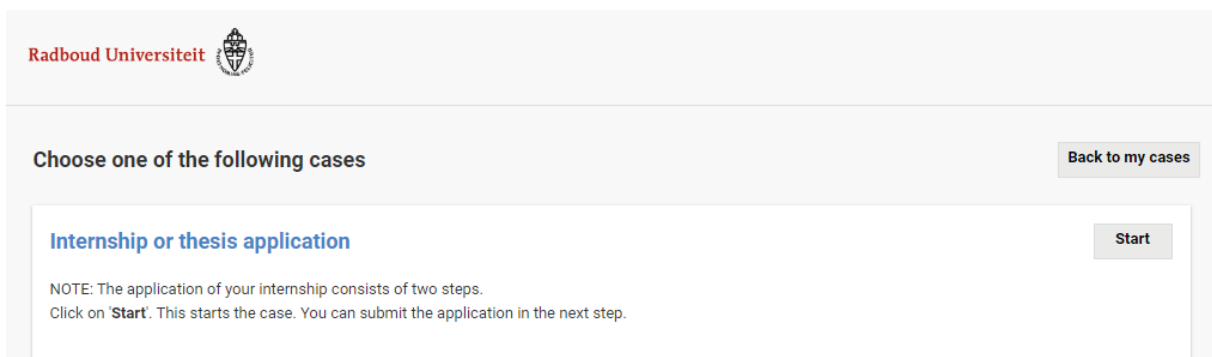 Radboud Universiteit
Choose one of the following cases
Back to my cases
Internship or thesis application
Start
NOTE: The application of your internship consists of two steps.
Click on 'Start'. This starts the case. You can submit the application in the next step.